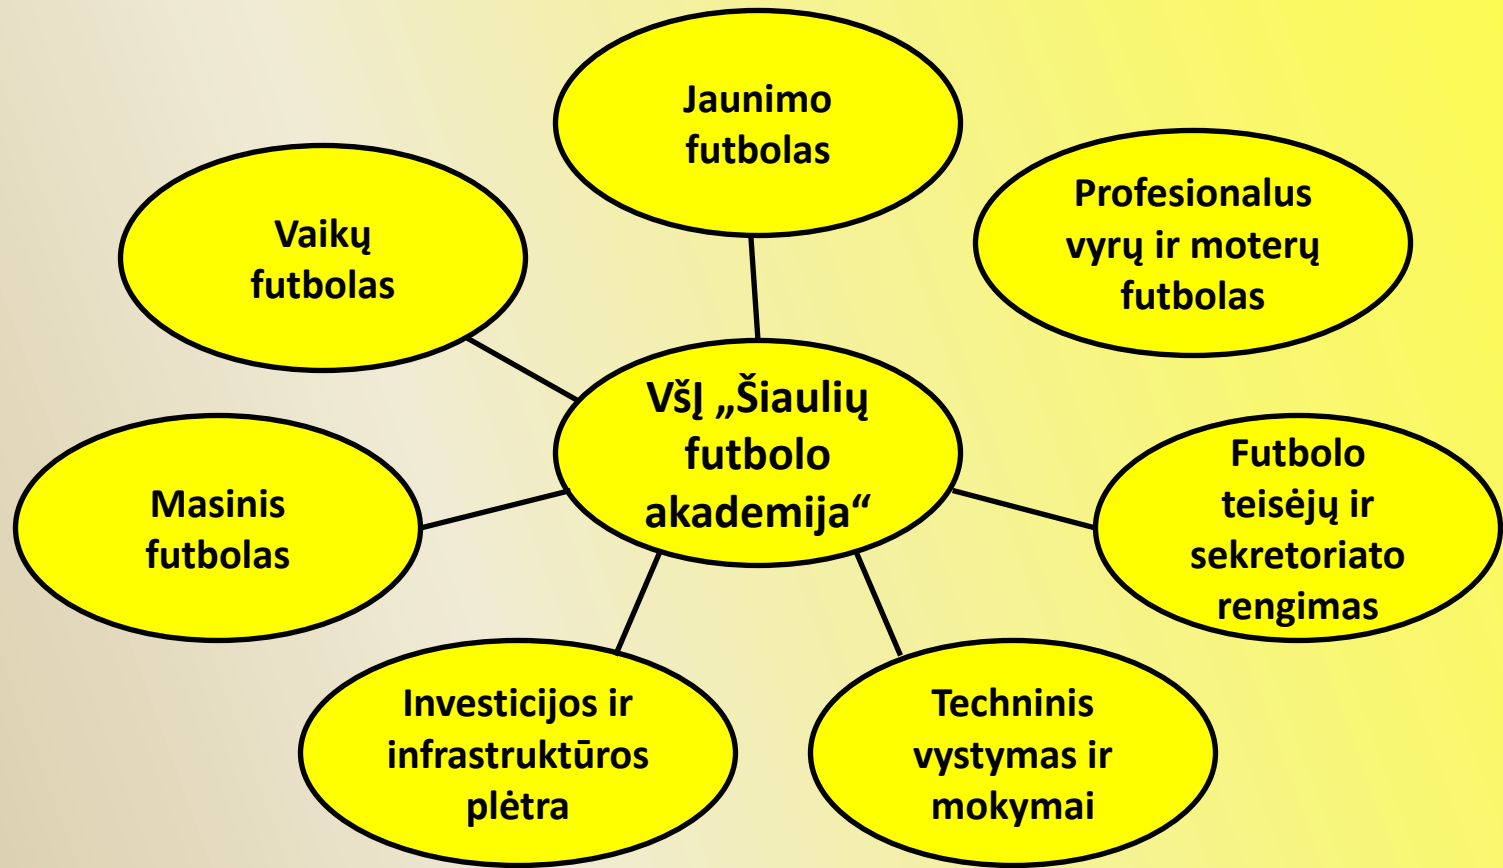 Jaunimo
futbolas
Profesionalus
vyrų ir moterų
futbolas
Vaikų
futbolas
VšĮ „Šiaulių
futbolo
akademija“
Masinis
futbolas
Futbolo
teisėjų ir
sekretoriato
rengimas
Investicijos ir
infrastruktūros
plėtra
Techninis
vystymas ir
mokymai